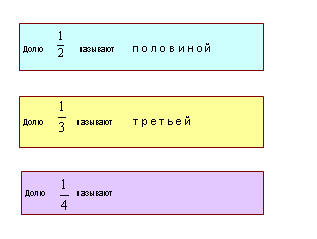 Долю 1/2 называют половиной
Долю 1/3 называют третьей
Долю 1/4 называют